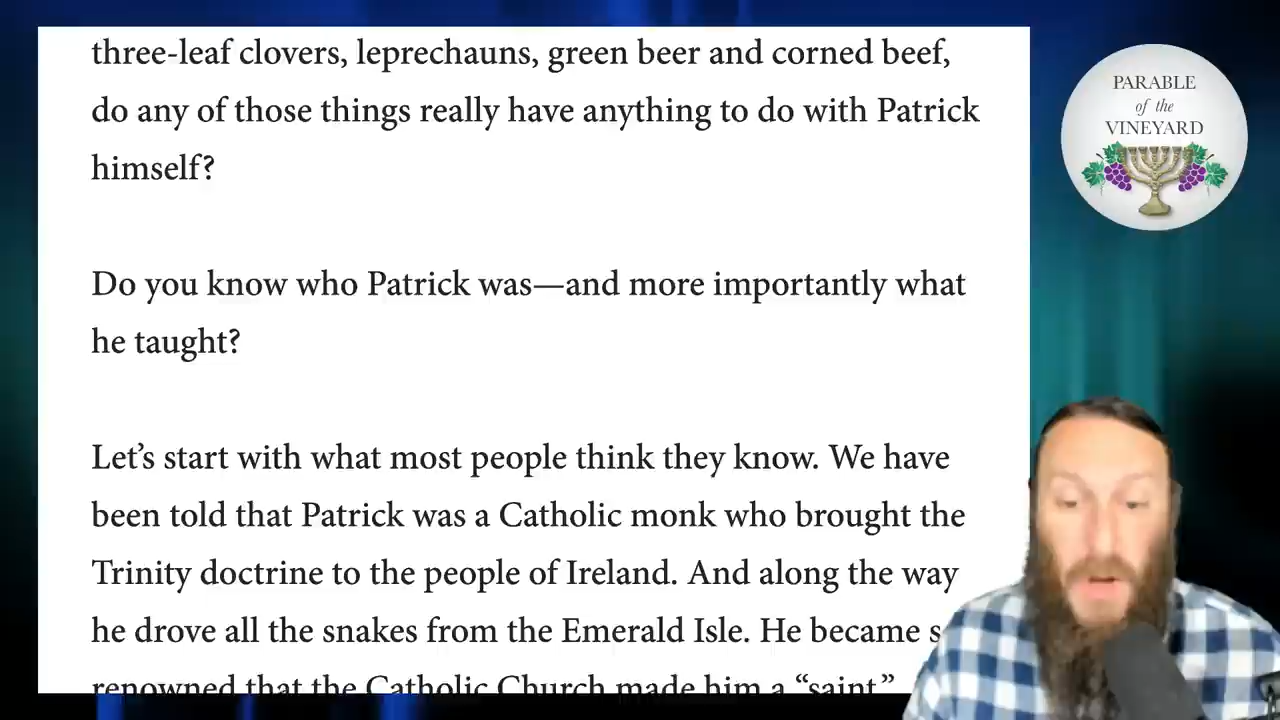 three-leaf clovers, leprechauns, green beer and corned beef,
do any of those things really have anything to do with Patrick
himself?
Do you know who Patrick was—and more importantly what
he taught?
Let’s start with what most people think they know. We have
been told that Patrick was a Catholic monk who brought the
Trinity doctrine to the people of Ireland. And along the way
he drove all the snakes from the Emerald Isle. He became
renowned that the Catholic Church made him a “saint.”
PARABLE
of the
VINEYARD